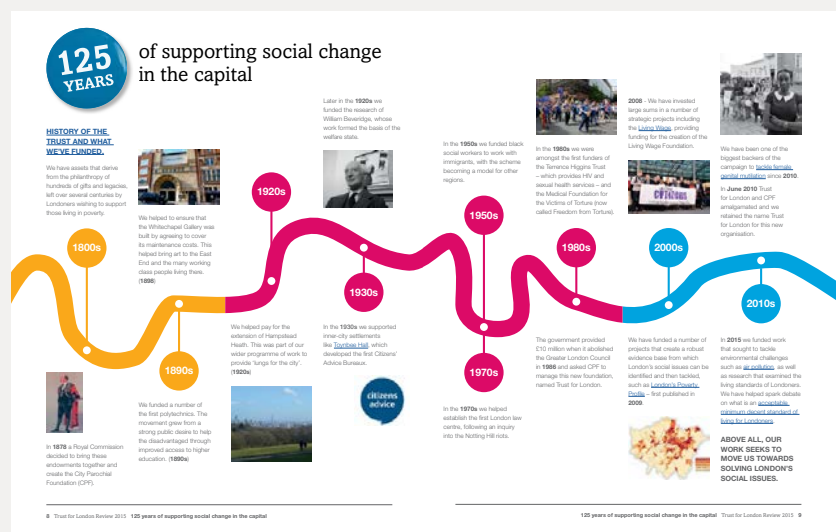 125
YEARS
of supporting social change
in the capital
HISTORY OF THE
TRUST AND WHAT
WE'VE FUNDED.
We have assets that derive
from the philanthropy of
hundreds of gifts and legacies,
left over several centuries by
Londoners wishing to support
those living in poverty.
1800s
In 1878 a Royal Commission
decided to bring these
endowments together and
create the City Parochial
Foundation (CPF).
We helped to ensure that
the Whitechapel Gallery was
built by agreeing to cover
its maintenance costs. This
helped bring art to the East
End and the many working
class people living there.
(1898)
1890s
We funded a number of
the first polytechnics. The
movement grew from a
strong public desire to help
the disadvantaged through
improved access to higher
education. (1890s)
1920s
We helped pay for the
extension of Hampstead
Heath. This was part of our
wider programme of work to
provide 'lungs for the city'.
(1920s)
Later in the 1920s we
funded the research of
William Beveridge, whose
work formed the basis of the
welfare state.
1930s
In the 1930s we supported
inner-city settlements
like Toynbee Hall, which
developed the first Citizens'
Advice Bureaux.
citizens
advice
In the 1950s we funded black
social workers to work with
immigrants, with the scheme
becoming a model for other
regions.
1950s
1970s
In the 1970s we helped
establish the first London law
centre, following an inquiry
into the Notting Hill riots.
In the 1980s we were
amongst the first funders of
the Terrence Higgins Trust
– which provides HIV and
sexual health services – and
the Medical Foundation for
the Victims of Torture (now
called Freedom from Torture).
1980s
The government provided
£10 million when it abolished
the Greater London Council
in 1986 and asked CPF to
manage this new foundation,
named Trust for London.
2008 - We have invested
large sums in a number of
strategic projects including
the Living Wage, providing
funding for the creation of the
Living Wage Foundation.
CITIZENS
2000s
We have funded a number of
projects that create a robust
evidence base from which
London's social issues can be
identified and then tackled,
such as London's Poverty
Profile – first published in
2009.
We have been one of the
biggest backers of the
campaign to tackle female
genital mutilation since 2010.
In June 2010 Trust
for London and CPF
amalgamated and we
retained the name Trust
for London for this new
organisation.
2010s
In 2015 we funded work
that sought to tackle
environmental challenges
such as air pollution, as well
as research that examined the
living standards of Londoners.
We have helped spark debate
on what is an acceptable
minimum decent standard of
living for Londoners.
ABOVE ALL, OUR
WORK SEEKS TO
MOVE US TOWARDS
SOLVING LONDON'S
SOCIAL ISSUES.
8 Trust for London Review 2015 125 years of supporting social change in the capital
125 years of supporting social change in the capital Trust for London Review 2015 9